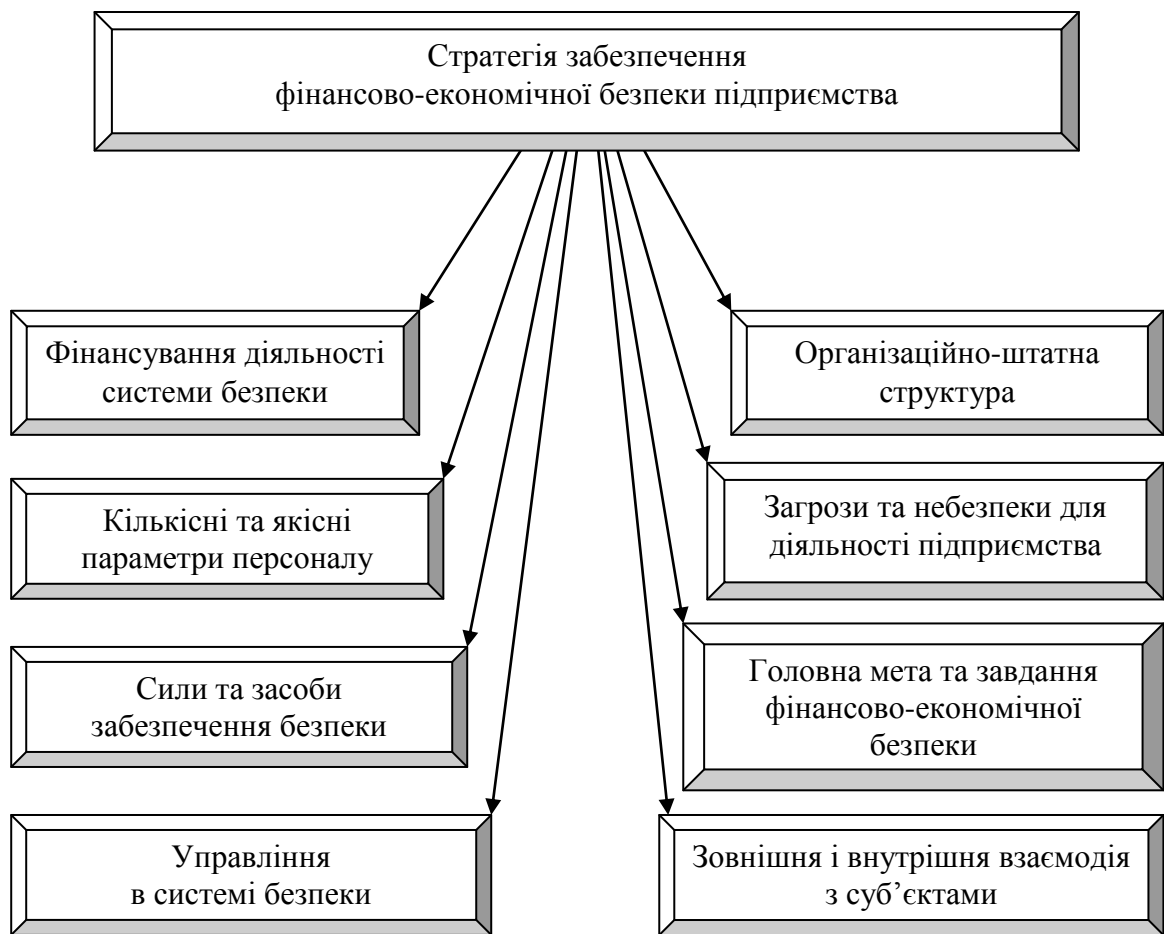 Стратегія забезпечення
фінансово-економічної безпеки підприємства
Фінансування діяльності
системи безпеки
Організаційно-штатна
структура
Кількісні та якісні
параметри персоналу
Загрози та небезпеки для
діяльності підприємства
Сили та засоби
забезпечення безпеки
Головна мета та завдання
фінансово-економічної
безпеки
Управління
в системі безпеки
Зовнішня і внутрішня взаємодія
з суб’єктами